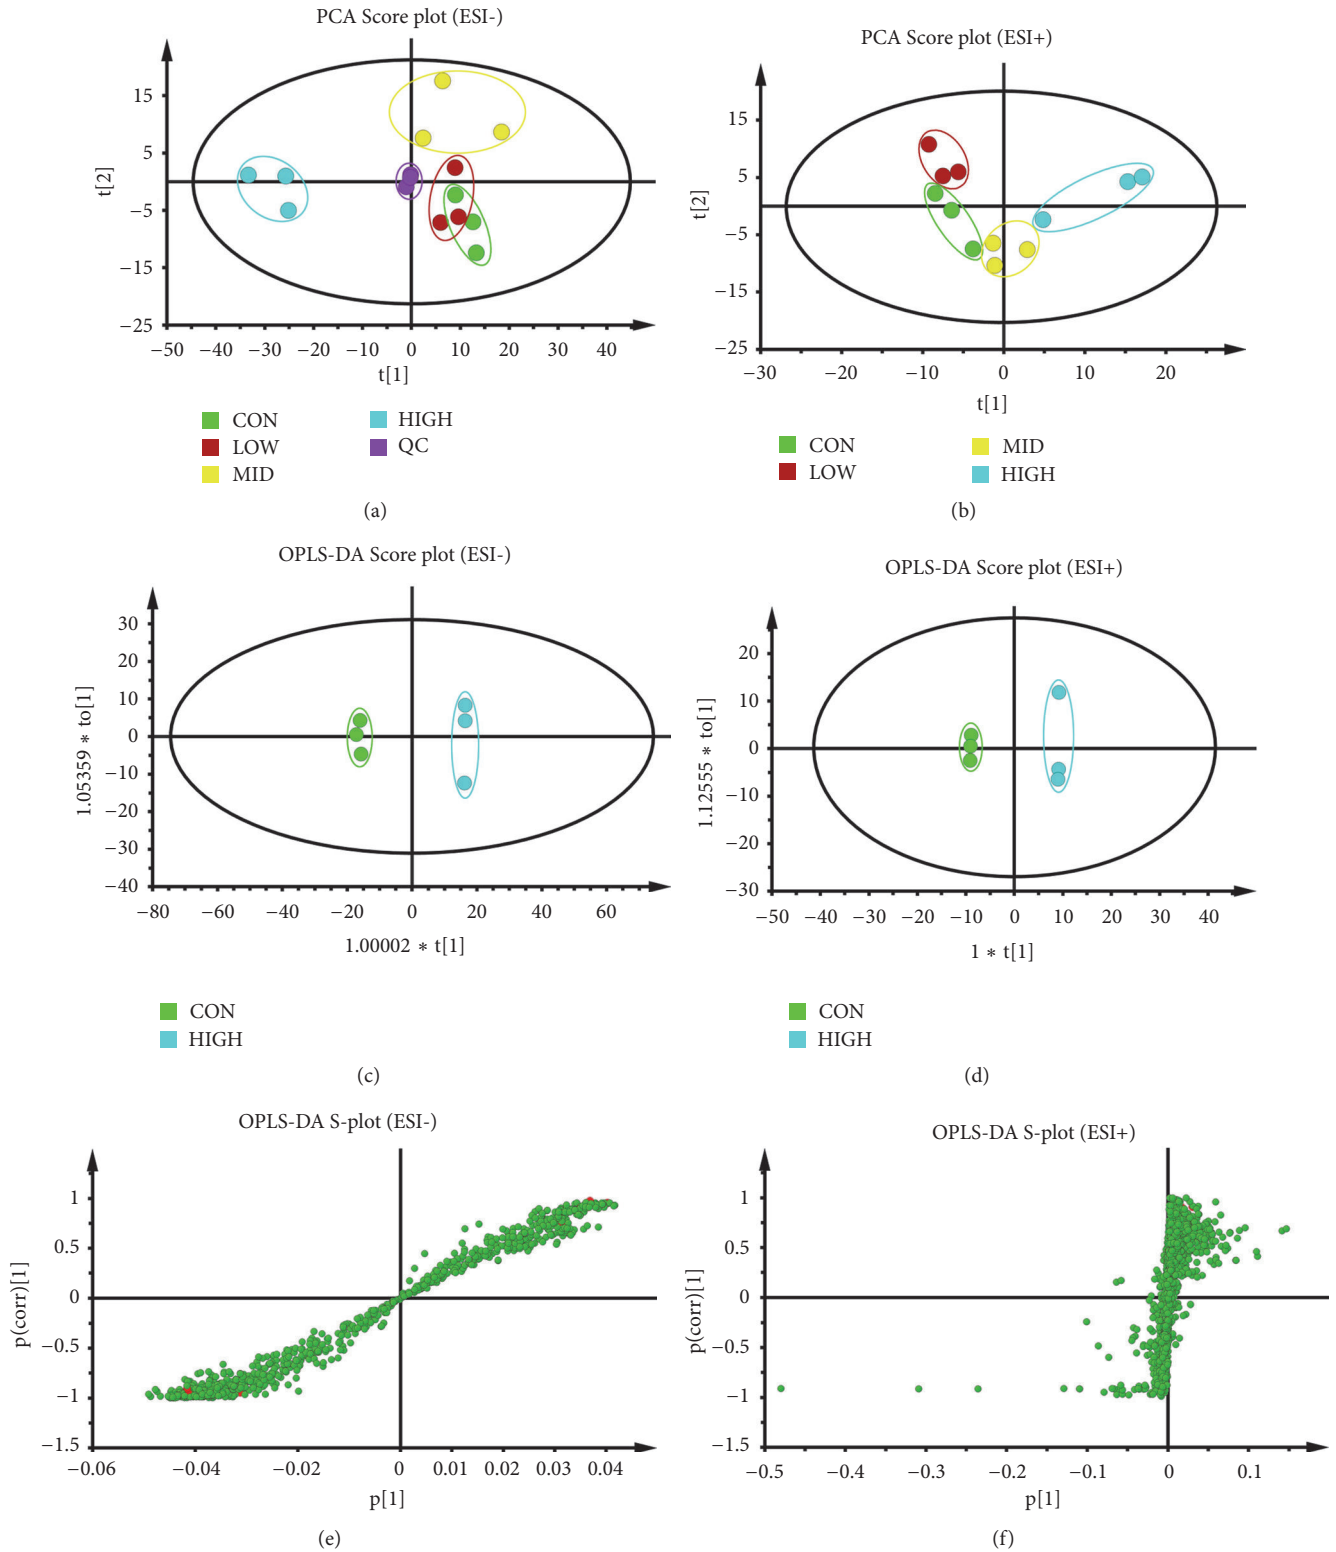 PCA Score plot (ESI-)
t[2]
15
5
−5
−15
−25
−50 −40 −30 −20 −10 0 10 20 30 40
t[1]
CON
LOW
MID
HIGH
QC
(a)
PCA Score plot (ESI+)
t[2]
15
5
−5
−15
−25
−30 −20 −10 0 10 20
t[1]
CON
LOW
MID
HIGH
(b)
OPLS-DA Score plot (ESI-)
1.05359 * to[1]
30
20
10
0
−10
−20
−30
−40
−80 −60 −40 −20 0 20 40 60
1.00002 * t[1]
CON
HIGH
(c)
OPLS-DA Score plot (ESI+)
1.12555 * to[1]
20
10
0
−10
−20
−30
−50 −40 −30 −20 −10 0 10 20 30 40
1 * t[1]
CON
HIGH
(d)
OPLS-DA S-plot (ESI-)
p(corr)[1]
1
0.5
0
−0.5
−1
−1.5
−0.06 −0.04 −0.02 0 0.01 0.02 0.03 0.04
p[1]
(e)
OPLS-DA S-plot (ESI+)
p(corr)[1]
1
0.5
0
−0.5
−1
−1.5
−0.5 −0.4 −0.3 −0.2 −0.1 0 0.1
p[1]
(f)